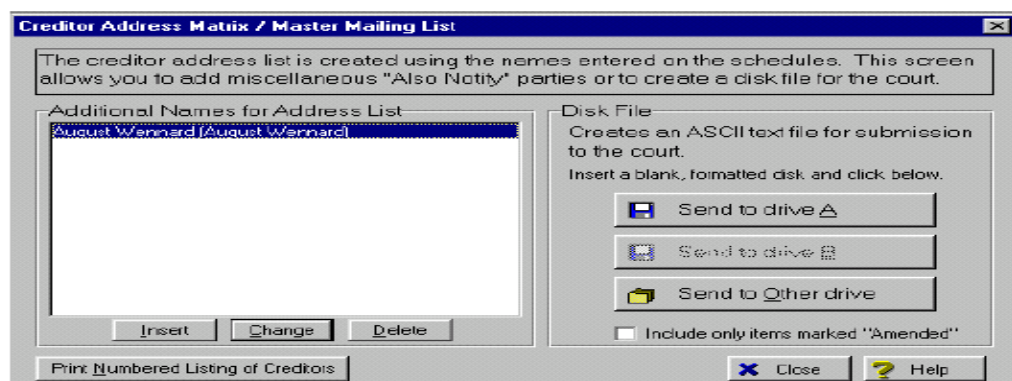 Creditor Address Matrix / Master Mailing List
The creditor address list is created using the names entered on the schedules. This screen
allows you to add miscellaneous "Also Notify" parties or to create a disk file for the court.
Additional Names for Address List
August Wennard (August Wennard)
Insert
Change
Delete
Disk File
Creates an ASCII text file for submission
to the court.
Insert a blank, formatted disk and click below.
Send to drive A
Send to drive B
Send to Other drive
Include only items marked "Amended"
Print Numbered Listing of Creditors
Close
Help